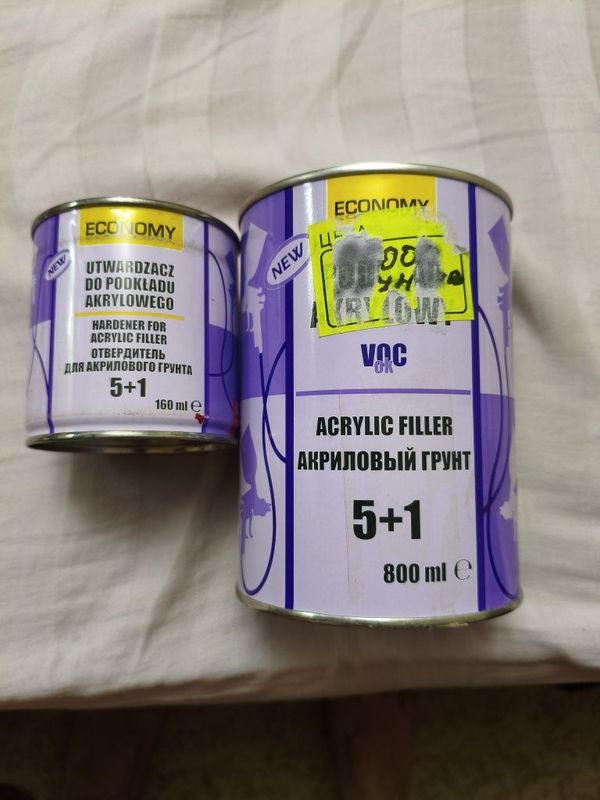 ECONOMY
NEW
UTWARDZACZ
DO PODKŁADU
AKRYLOWEGO
HARDENER FOR
ACRYLIC FILLER
ОТВЕРДИТЕЛЬ
ДЛЯ АКРИЛОВОГО ГРУНТА
5+1
160 ml e
ECONOMY
NEW
AKRYLOWY
VOC
OK
ACRYLIC FILLER
АКРИЛОВЫЙ ГРУНТ
5+1
800 ml e